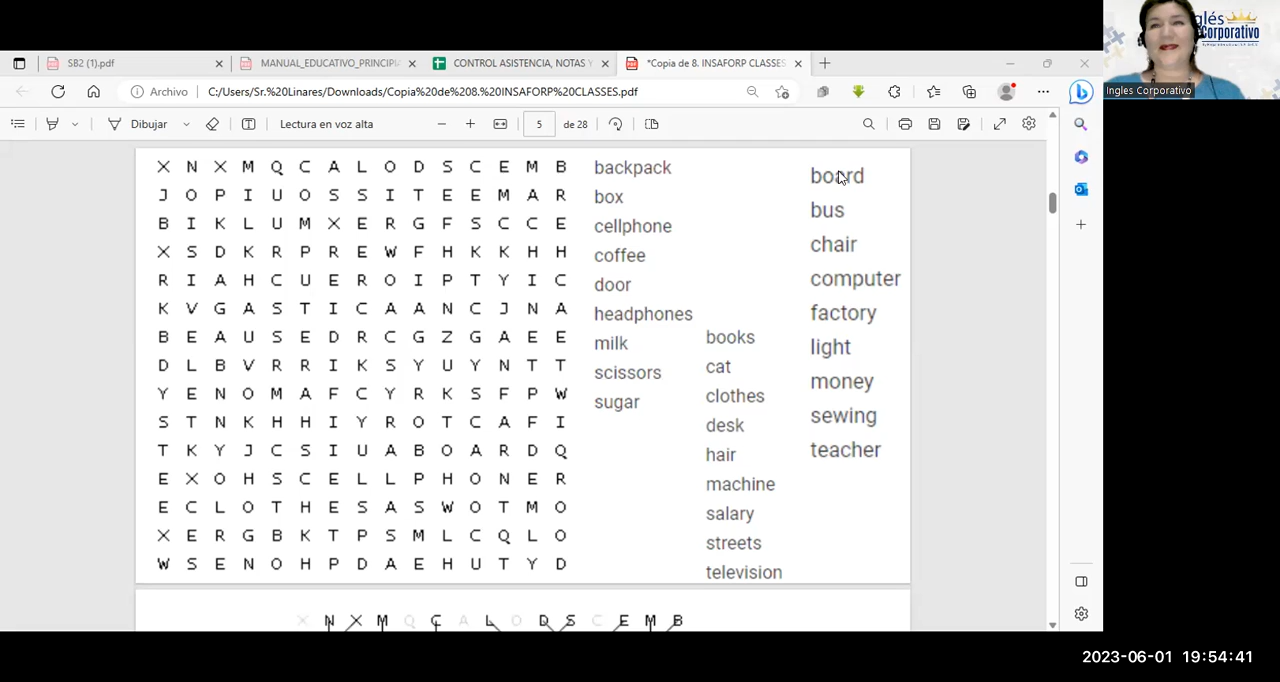 glés
Corporativo
Ingles Corporativo
SB2 (1).pdf
MANUAL_EDUCATIVO_PRINCIPI
CONTROL ASISTENCIA, NOTAS Y
*Copia de 8. INSAFORP CLASSES
Archivo
C:/Users/Sr.%20Linares/Downloads/Copia%20de%208.%20INSAFORP%20CLASSES.pdf
Dibujar
Lectura en voz alta
5
de 28
X N X M Q C A L O D S C E M B
J O P I U O S S I T E E M A R
B I K L U M X E R G F S C C E
X S D K R P R E W F H K K H H
R I A H C U E R O I P T Y I C
K V G A S T I C A A N C J N A
B E A U S E D R C G Z G A E E
D L B V R R I K S Y U Y N T T
Y E N O M A F C Y R K S F P W
S T N K H H I Y R O T C A F I
T K Y J C S I U A B O A R D Q
E X O H S C E L L P H O N E R
E C L O T H E S A S W O T M O
X E R G B K T P S M L C Q L O
W S E N O H P D A E H U T Y D
backpack
box
cellphone
coffee
door
headphones
milk
scissors
sugar
books
cat
clothes
desk
hair
machine
salary
streets
television
board
bus
chair
computer
factory
light
money
sewing
teacher
X N X M Q C A L O D S C E M B
2023-06-01 19:54:41